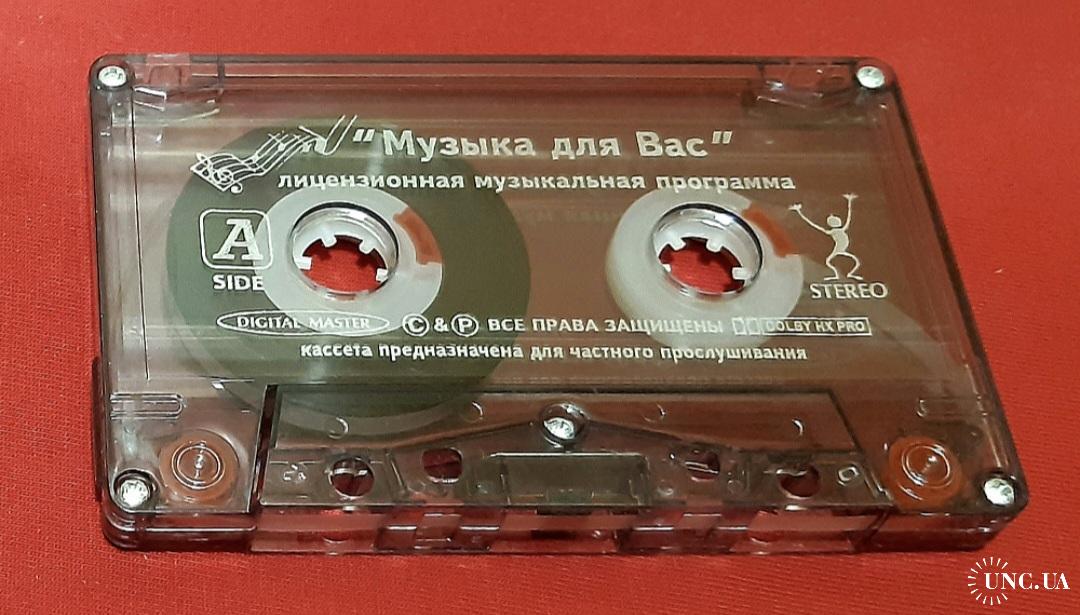 "Музыка для Вас"
лицензионная музыкальная программа
A
SIDE
STEREO
DIGITAL MASTER © & ℗ ВСЕ ПРАВА ЗАЩИЩЕНЫ DOLBY HX PRO
кассета предназначена для частного прослушивания
UNC.UA